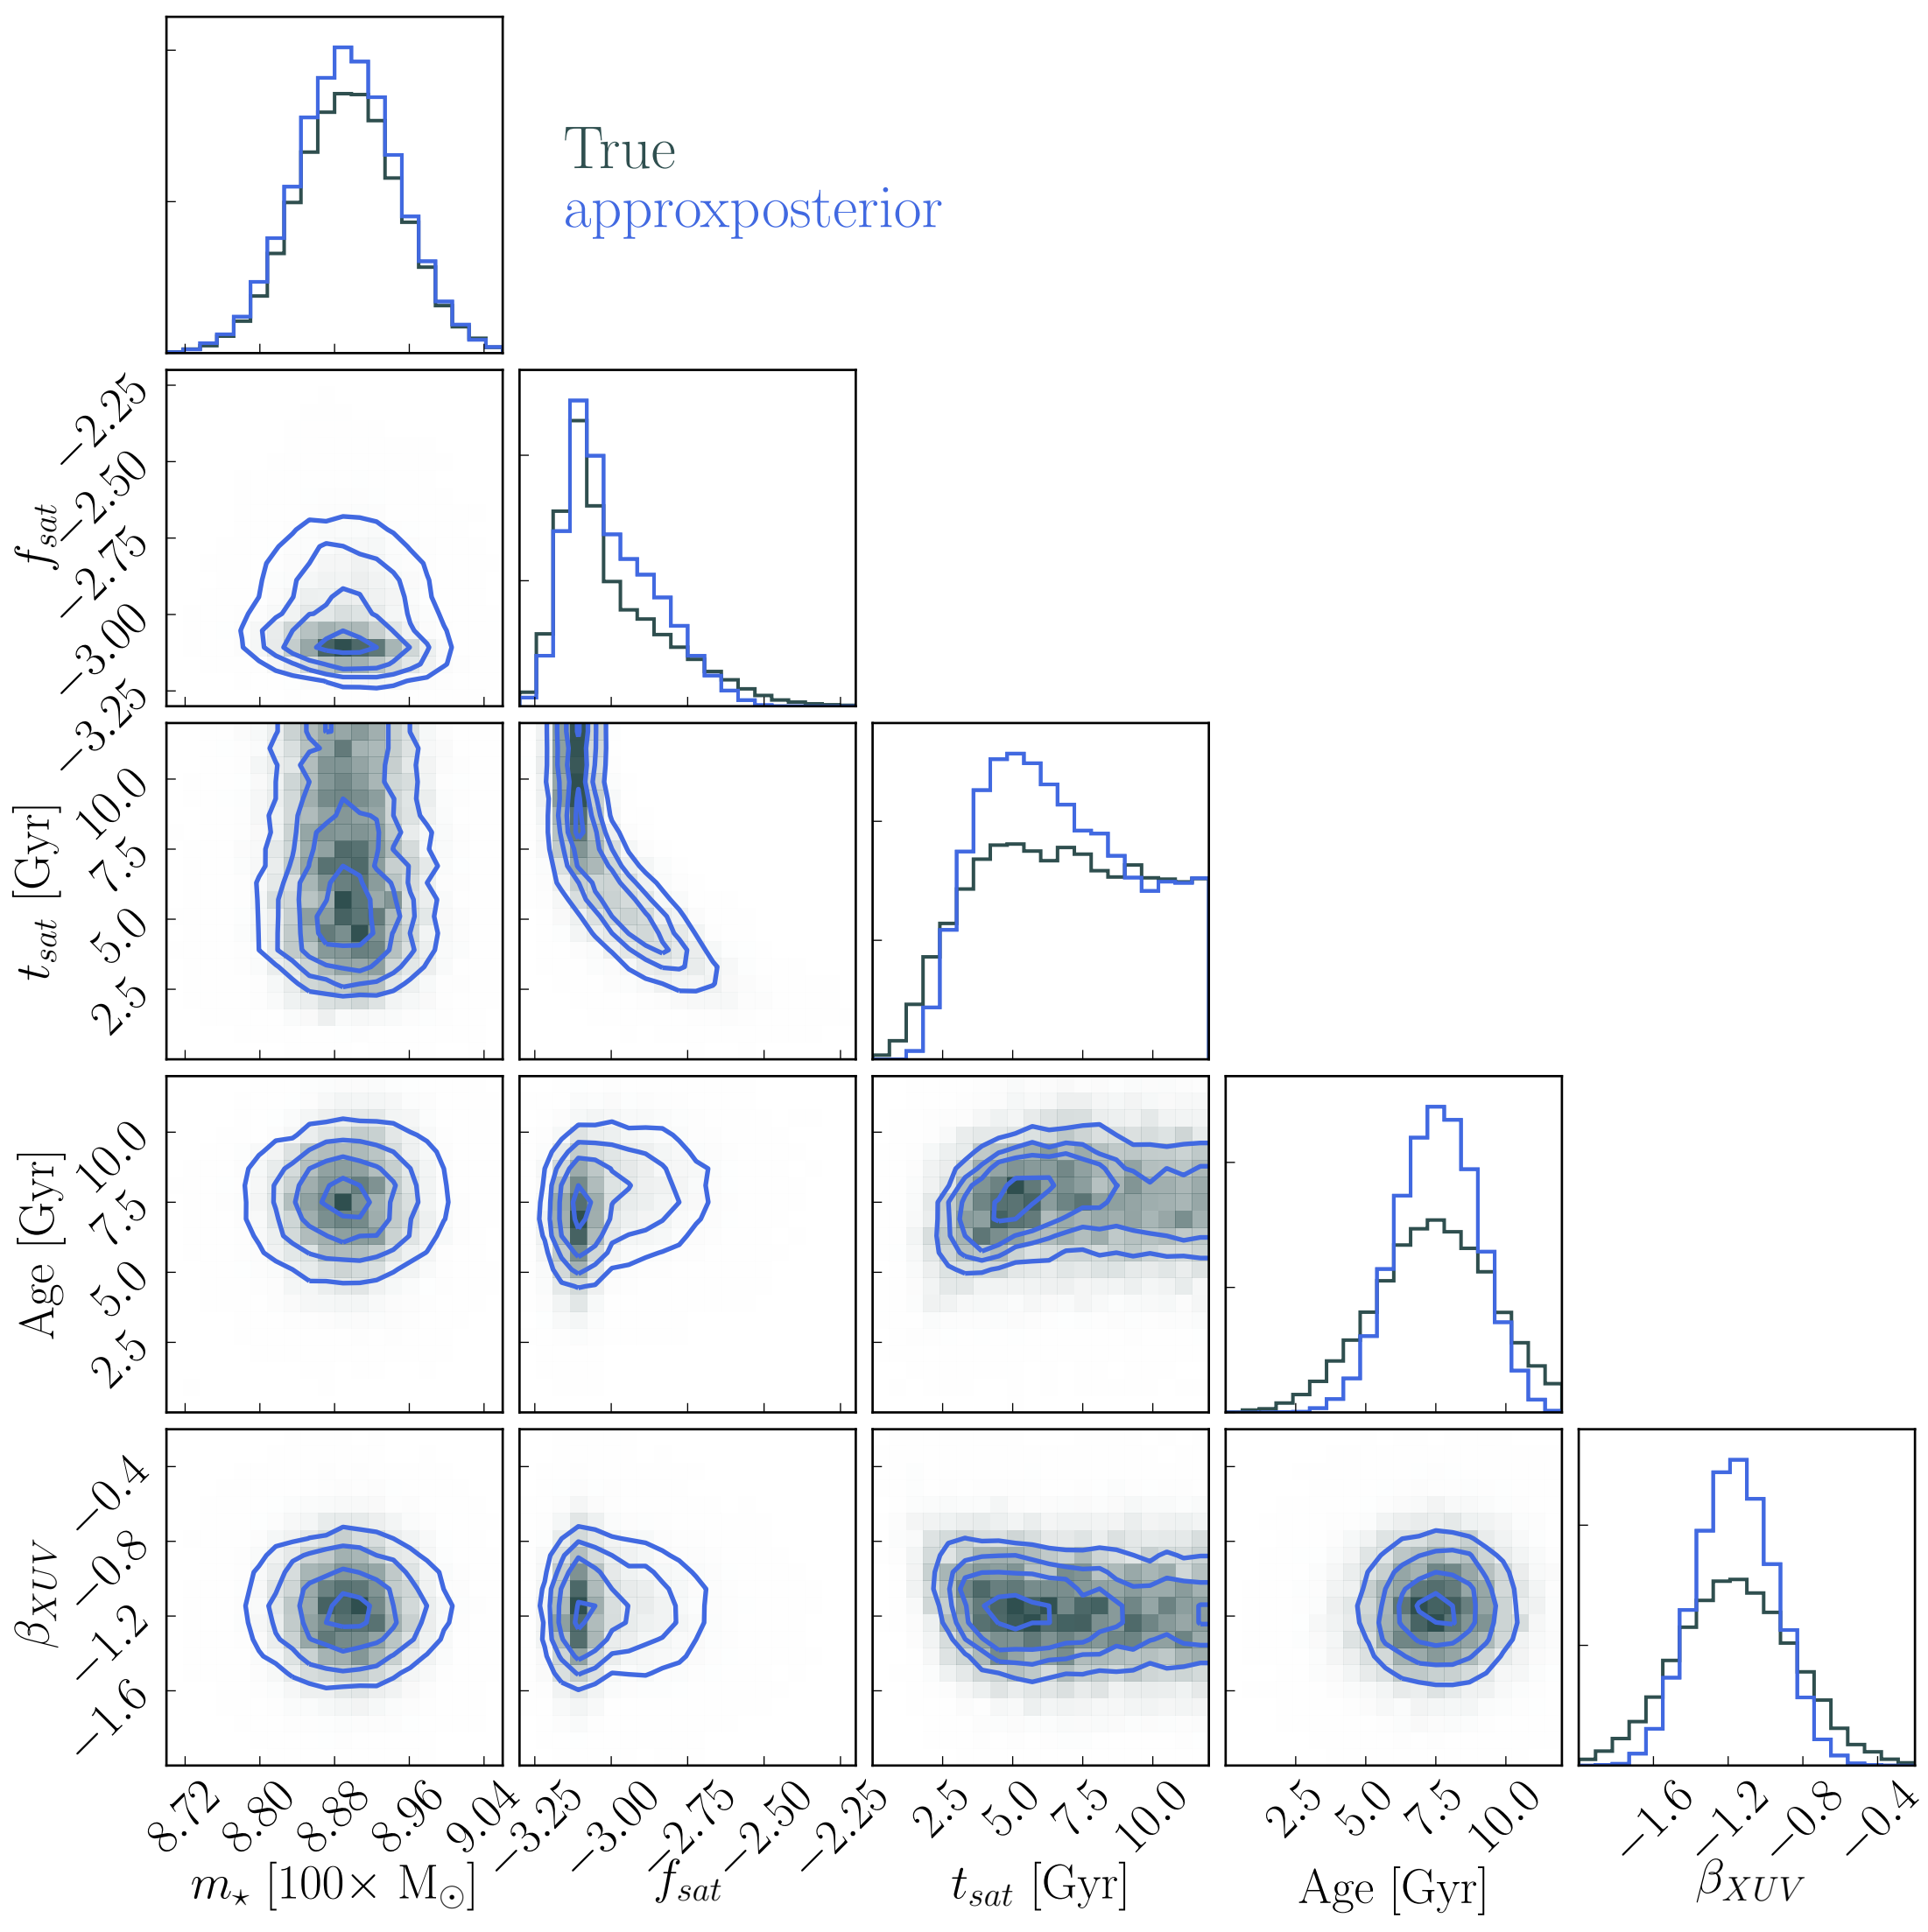 True
approxposterior
−2.25
−2.50
−2.75
−3.00
−3.25
f_sat
10.0
7.5
5.0
2.5
t_sat [Gyr]
10.0
7.5
5.0
2.5
Age [Gyr]
−0.4
−0.8
−1.2
−1.6
β_XUV
8.72 8.80 8.88 8.96 9.04
−3.25 −3.00 −2.75 −2.50 −2.25
2.5 5.0 7.5 10.0
2.5 5.0 7.5 10.0
−1.6 −1.2 −0.8 −0.4
m_⋆ [100× M_⊙]
f_sat
t_sat [Gyr]
Age [Gyr]
β_XUV